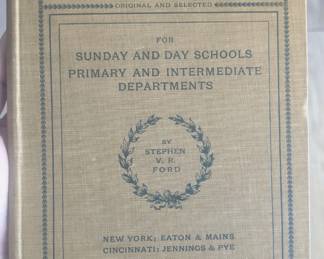 ORIGINAL AND SELECTED
FOR
SUNDAY AND DAY SCHOOLS
PRIMARY AND INTERMEDIATE
DEPARTMENTS
BY
STEPHEN
V. R.
FORD
NEW YORK: EATON & MAINS
CINCINNATI: JENNINGS & PYE